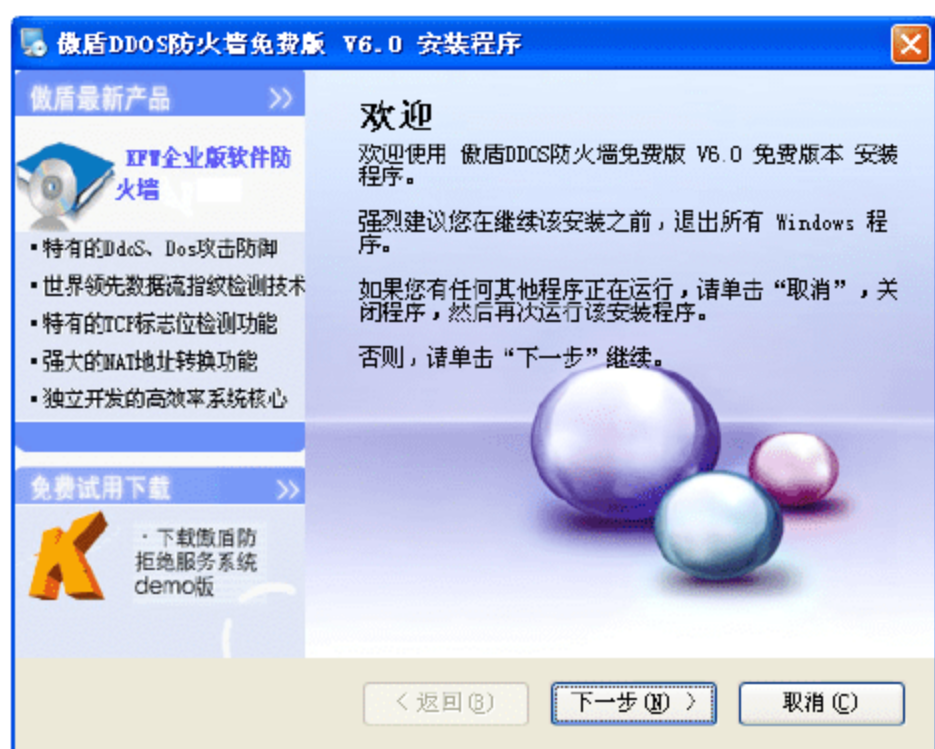 傲盾DDOS防火墙免费版 V6.0 安装程序
傲盾最新产品 >>
KFW企业版软件防
火墙
▪特有的DdoS、Dos攻击防御
▪世界领先数据流指纹检测技术
▪特有的TCP标志位检测功能
▪强大的NAT地址转换功能
▪独立开发的高效率系统核心
免费试用下载 >>
·下载傲盾防
拒绝服务系统
demo版
欢迎
欢迎使用 傲盾DDOS防火墙免费版 V6.0 免费版本 安装
程序。
强烈建议您在继续该安装之前，退出所有 Windows 程
序。
如果您有任何其他程序正在运行，请单击“取消”，关
闭程序，然后再次运行该安装程序。
否则，请单击“下一步”继续。
< 返回(B)
下一步(N) >
取消(C)